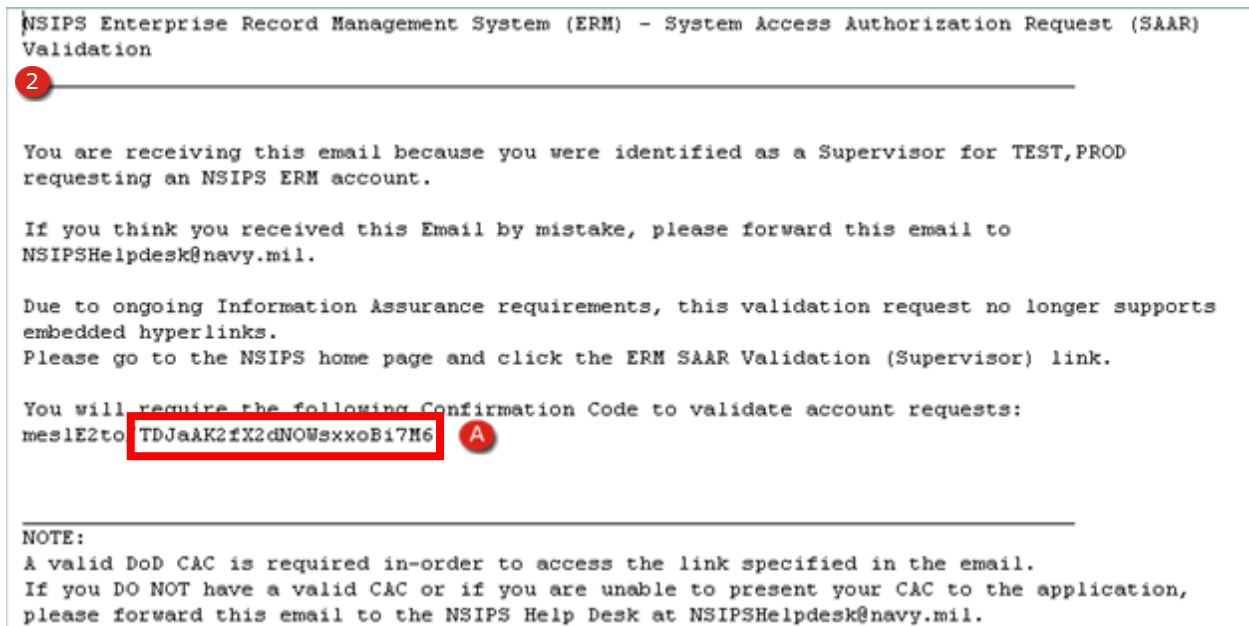 NSIPS Enterprise Record Management System (ERM) - System Access Authorization Request (SAAR)
Validation
2
You are receiving this email because you were identified as a Supervisor for TEST,PROD
requesting an NSIPS ERM account.
If you think you received this Email by mistake, please forward this email to
NSIPSHelpdesk@navy.mil.
Due to ongoing Information Assurance requirements, this validation request no longer supports
embedded hyperlinks.
Please go to the NSIPS home page and click the ERM SAAR Validation (Supervisor) link.
You will require the following Confirmation Code to validate account requests:
meslE2to/TDJaAK2fX2dNOWsxxoBi7M6 A
NOTE:
A valid DoD CAC is required in-order to access the link specified in the email.
If you DO NOT have a valid CAC or if you are unable to present your CAC to the application,
please forward this email to the NSIPS Help Desk at NSIPSHelpdesk@navy.mil.